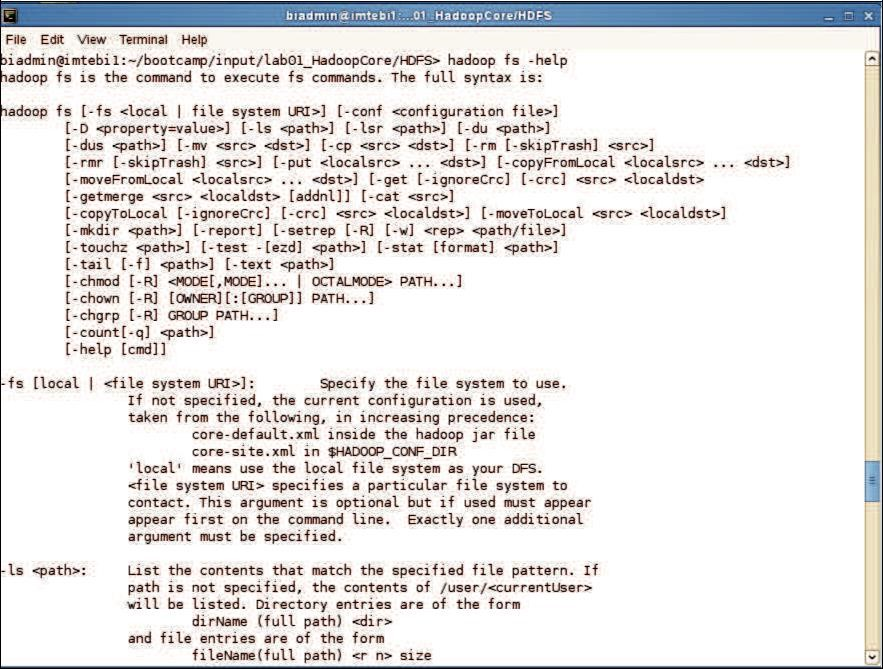 biadmin@imtebi1:...01_HadoopCore/HDFS
File Edit View Terminal Help
biadmin@imtebi1:~/bootcamp/input/lab01_HadoopCore/HDFS> hadoop fs -help
hadoop fs is the command to execute fs commands. The full syntax is:
hadoop fs [-fs <local | file system URI>] [-conf <configuration file>]
[-D <property=value>] [-ls <path>] [-lsr <path>] [-du <path>]
[-dus <path>] [-mv <src> <dst>] [-cp <src> <dst>] [-rm [-skipTrash] <src>]
[-rmr [-skipTrash] <src>] [-put <localsrc> ... <dst>] [-copyFromLocal <localsrc> ... <dst>]
[-moveFromLocal <localsrc> ... <dst>] [-get [-ignoreCrc] [-crc] <src> <localdst>
[-getmerge <src> <localdst> [addnl]] [-cat <src>]
[-copyToLocal [-ignoreCrc] [-crc] <src> <localdst>] [-moveToLocal <src> <localdst>]
[-mkdir <path>] [-report] [-setrep [-R] [-w] <rep> <path/file>]
[-touchz <path>] [-test -[ezd] <path>] [-stat [format] <path>]
[-tail [-f] <path>] [-text <path>]
[-chmod [-R] <MODE[,MODE]... | OCTALMODE> PATH...]
[-chown [-R] [OWNER][:[GROUP]] PATH...]
[-chgrp [-R] GROUP PATH...]
[-count[-q] <path>]
[-help [cmd]]
-fs [local | <file system URI>]: Specify the file system to use.
If not specified, the current configuration is used,
taken from the following, in increasing precedence:
core-default.xml inside the hadoop jar file
core-site.xml in $HADOOP_CONF_DIR
'local' means use the local file system as your DFS.
<file system URI> specifies a particular file system to
contact. This argument is optional but if used must appear
appear first on the command line. Exactly one additional
argument must be specified.
-ls <path>: List the contents that match the specified file pattern. If
path is not specified, the contents of /user/<currentUser>
will be listed. Directory entries are of the form
dirName (full path) <dir>
and file entries are of the form
fileName(full path) <r n> size